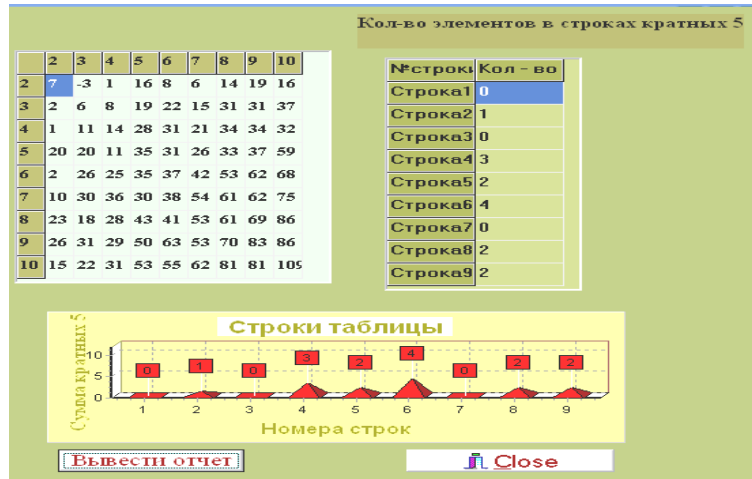 Кол-во элементов в строках кратных 5
2 3 4 5 6 7 8 9 10
2 7 -3 1 16 8 6 14 19 16
3 2 6 8 19 22 15 31 31 37
4 1 11 14 28 31 21 34 34 32
5 20 20 11 35 31 26 33 37 59
6 2 26 25 35 37 42 53 62 68
7 10 30 36 30 38 54 61 62 75
8 23 18 28 43 41 53 61 69 86
9 26 31 29 50 63 53 70 83 86
10 15 22 31 53 55 62 81 81 109
№строки Кол - во
Строка1 0
Строка2 1
Строка3 0
Строка4 3
Строка5 2
Строка6 4
Строка7 0
Строка8 2
Строка9 2
Строки таблицы
Сумма кратных 5
10
5
0
0 1 0 3 2 4 0 2 2
1 2 3 4 5 6 7 8 9
Номера строк
Вывести отчет
Close